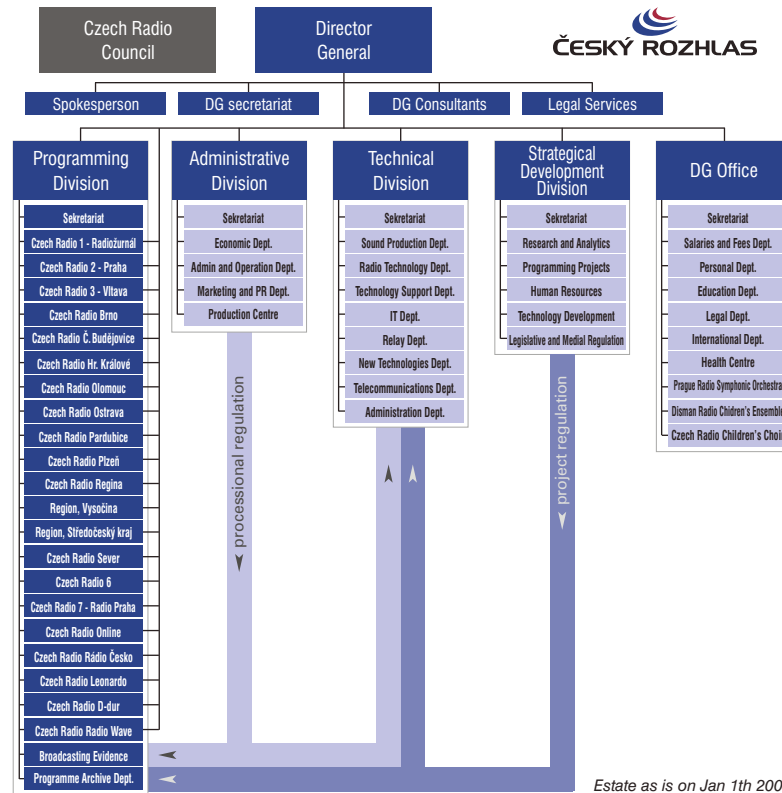 Czech Radio
Council
Director
General
ČESKÝ ROZHLAS
Spokesperson
DG secretariat
DG Consultants
Legal Services
Programming
Division
Sekretariat
Czech Radio 1 - Radiožurnál
Czech Radio 2 - Praha
Czech Radio 3 - Vltava
Czech Radio Brno
Czech Radio Č. Budějovice
Czech Radio Hr. Králové
Czech Radio Olomouc
Czech Radio Ostrava
Czech Radio Pardubice
Czech Radio Plzeň
Czech Radio Regina
Region, Vysočina
Region, Středočeský kraj
Czech Radio Sever
Czech Radio 6
Czech Radio 7 - Radio Praha
Czech Radio Online
Czech Radio Rádio Česko
Czech Radio Leonardo
Czech Radio D-dur
Czech Radio Radio Wave
Broadcasting Evidence
Programme Archive Dept.
Administrative
Division
Sekretariat
Economic Dept.
Admin and Operation Dept.
Marketing and PR Dept.
Production Centre
processional regulation
Technical
Division
Sekretariat
Sound Production Dept.
Radio Technology Dept.
Technology Support Dept.
IT Dept.
Relay Dept.
New Technologies Dept.
Telecommunications Dept.
Administration Dept.
Strategical
Development
Division
Sekretariat
Research and Analytics
Programming Projects
Human Resources
Technology Development
Legislative and Medial Regulation
project regulation
DG Office
Sekretariat
Salaries and Fees Dept.
Personal Dept.
Education Dept.
Legal Dept.
International Dept.
Health Centre
Prague Radio Symphonic Orchestra
Disman Radio Chidren's Ensemble
Czech Radio Children's Choir
Estate as is on Jan 1th 200